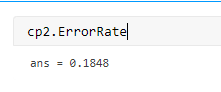 cp2.ErrorRate
ans = 0.1848